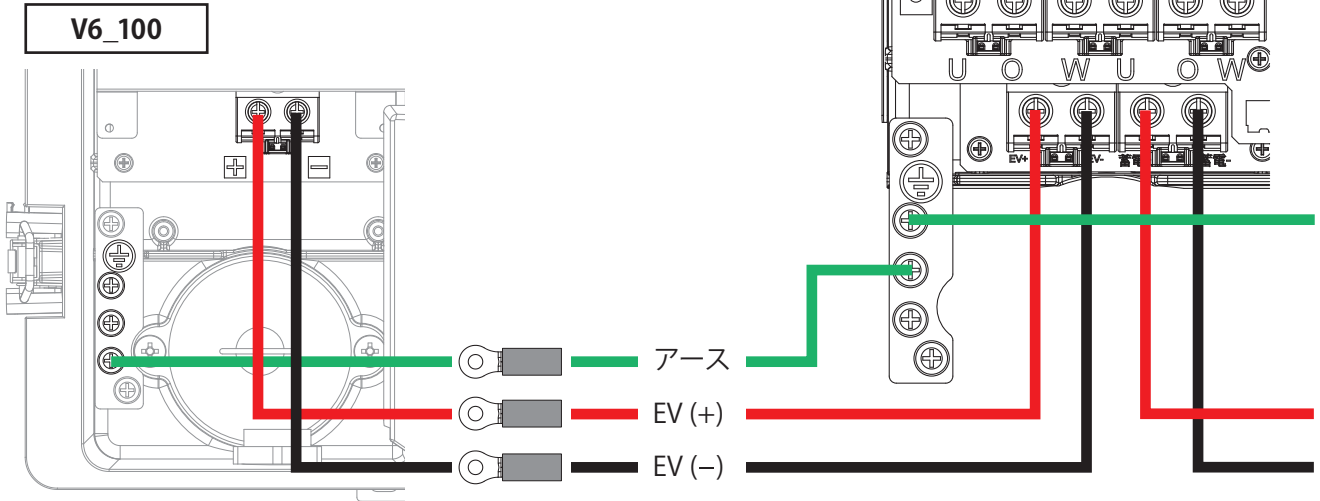 V6_100
U O W U O W
+ −
EV+ EV- 蓄電 蓄電-
アース
EV (+)
EV (−)